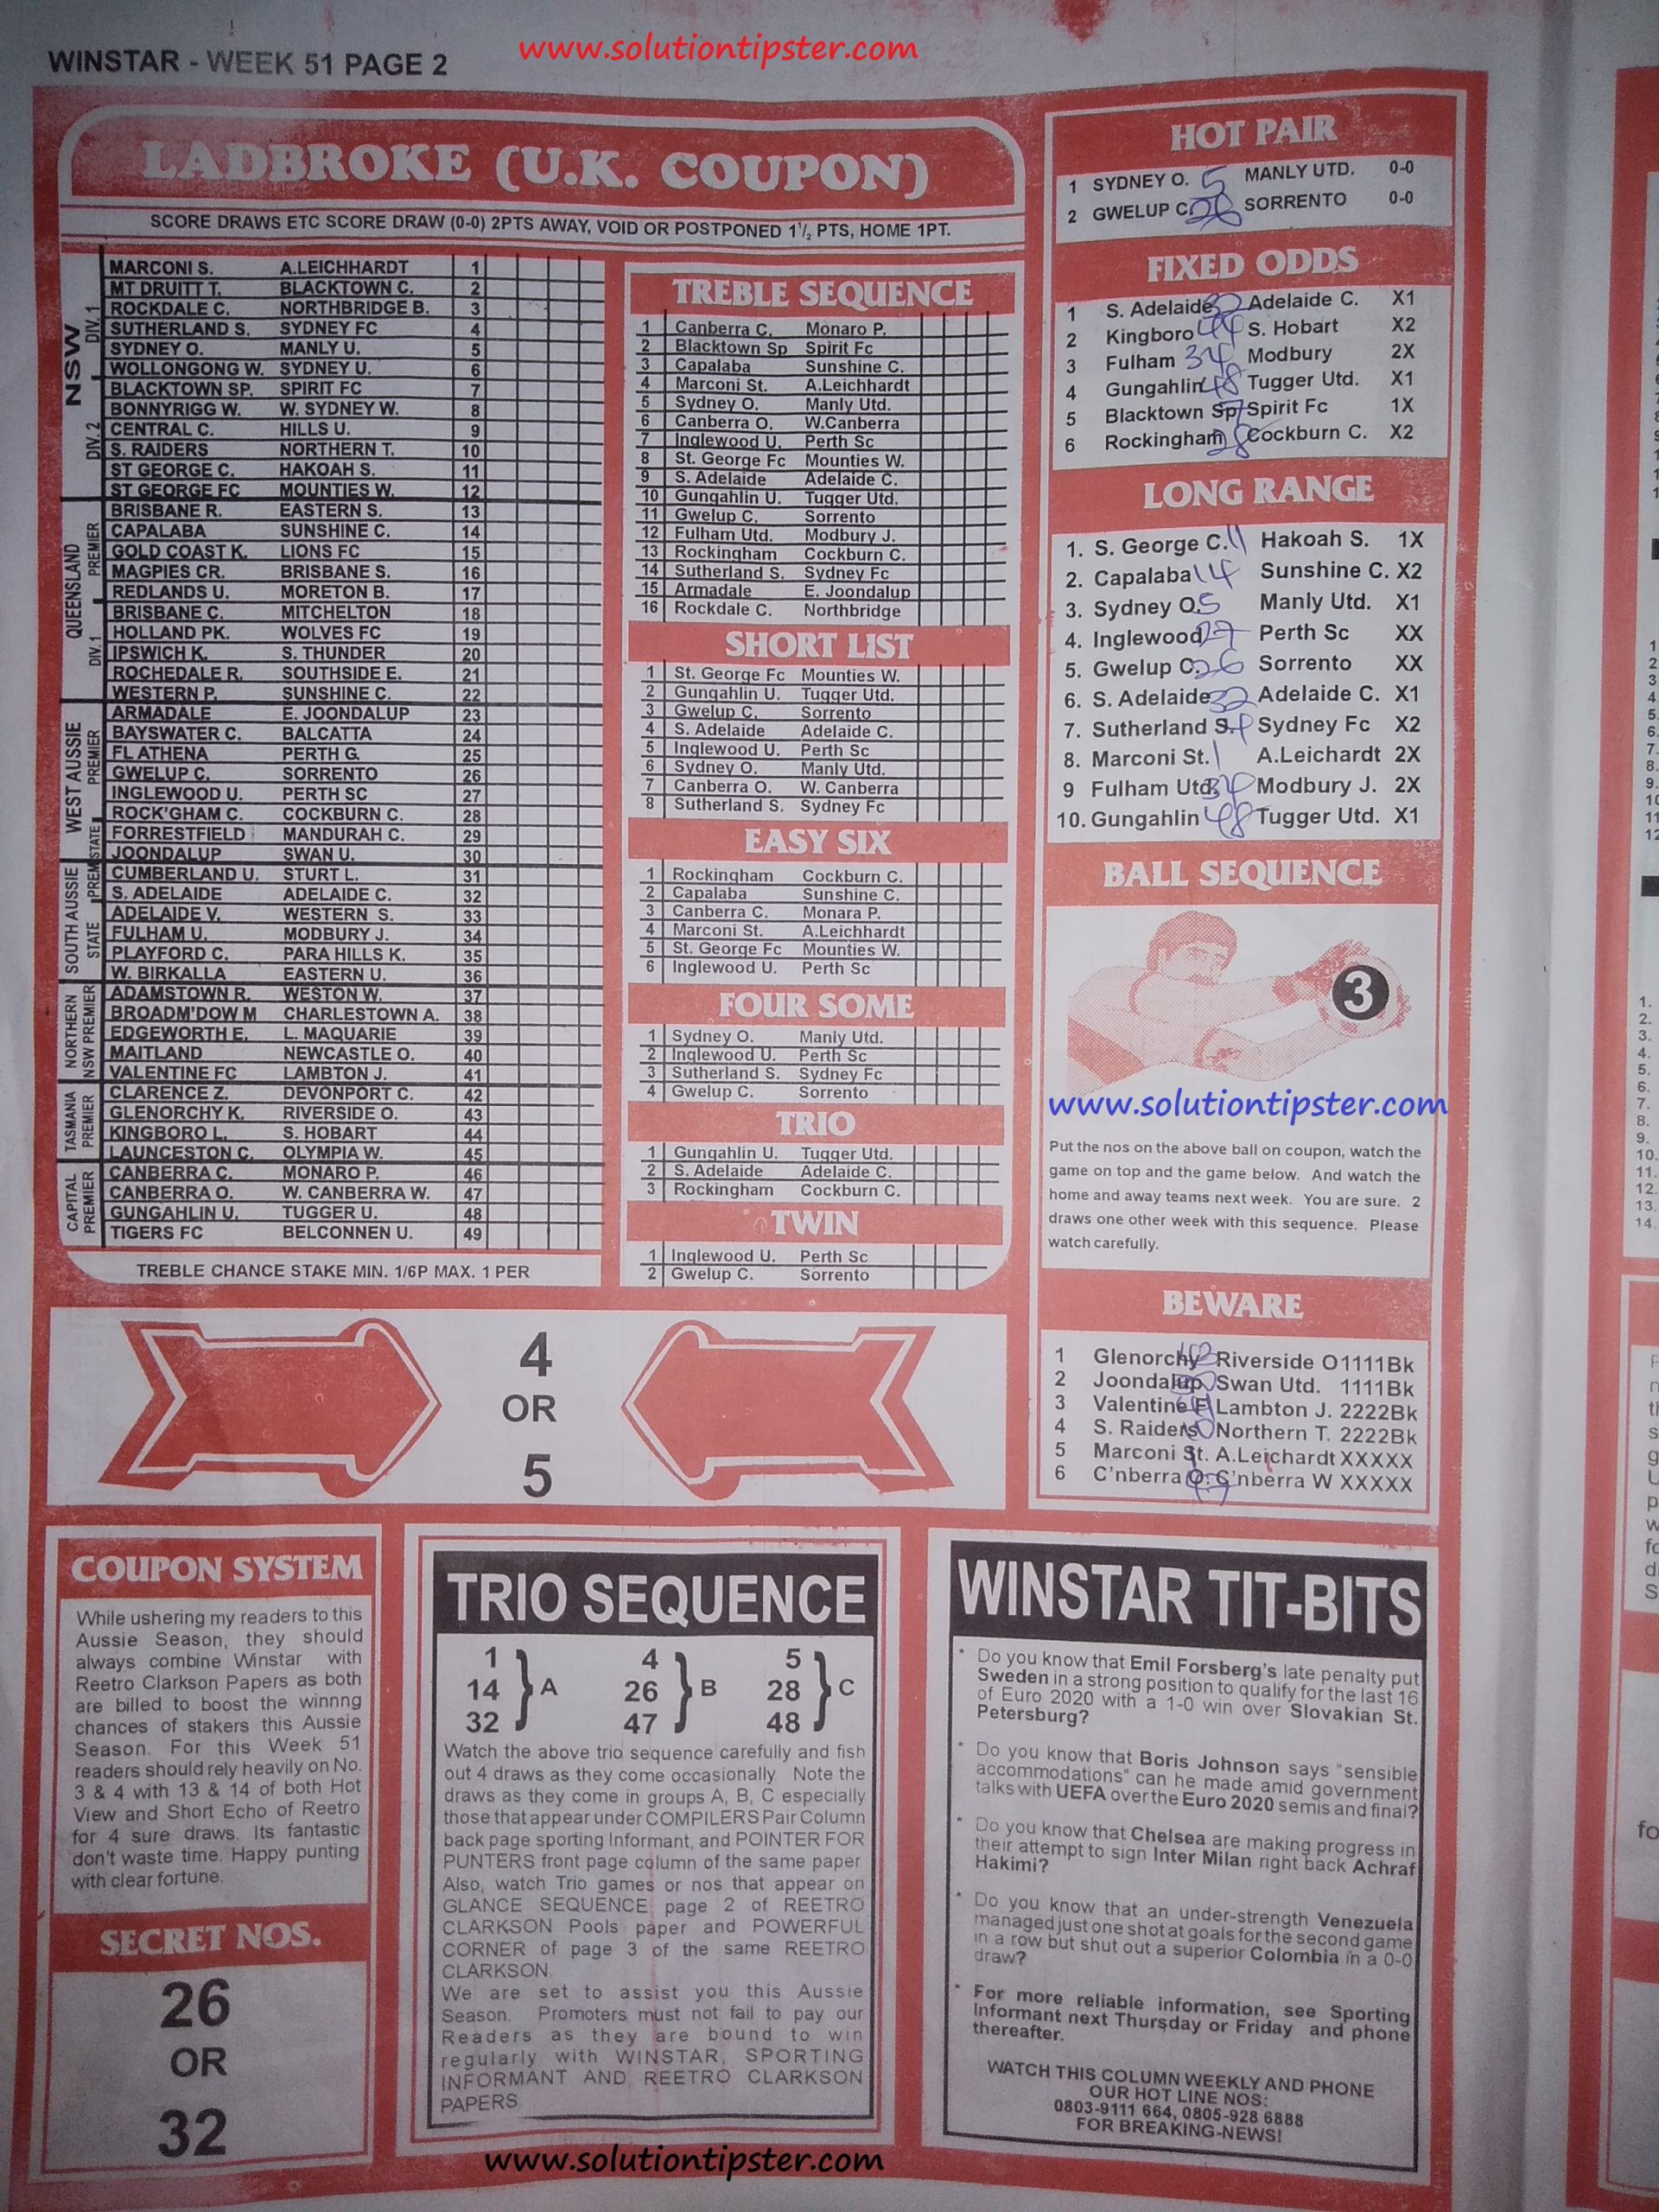 WINSTAR - WEEK 51 PAGE 2
www.solutiontipster.com
LADBROKE (U.K. COUPON)
SCORE DRAWS ETC SCORE DRAW (0-0) 2PTS AWAY, VOID OR POSTPONED 1½ PTS, HOME 1PT.
NSW
DIV. 1
MARCONI S. A.LEICHHARDT 1
MT DRUITT T. BLACKTOWN C. 2
ROCKDALE C. NORTHBRIDGE B. 3
SUTHERLAND S. SYDNEY FC 4
SYDNEY O. MANLY U. 5
WOLLONGONG W. SYDNEY U. 6
DIV. 2
BLACKTOWN SP. SPIRIT FC 7
BONNYRIGG W. W. SYDNEY W. 8
CENTRAL C. HILLS U. 9
S. RAIDERS NORTHERN T. 10
ST GEORGE C. HAKOAH S. 11
ST GEORGE FC MOUNTIES W. 12
QUEENSLAND
PREMIER
BRISBANE R. EASTERN S. 13
CAPALABA SUNSHINE C. 14
GOLD COAST K. LIONS FC 15
MAGPIES CR. BRISBANE S. 16
REDLANDS U. MORETON B. 17
DIV. 1
BRISBANE C. MITCHELTON 18
HOLLAND PK. WOLVES FC 19
IPSWICH K. S. THUNDER 20
ROCHEDALE R. SOUTHSIDE E. 21
WESTERN P. SUNSHINE C. 22
WEST AUSSIE
PREMIER
ARMADALE E. JOONDALUP 23
BAYSWATER C. BALCATTA 24
FL ATHENA PERTH G. 25
GWELUP C. SORRENTO 26
INGLEWOOD U. PERTH SC 27
ROCK'GHAM C. COCKBURN C. 28
STATE
FORRESTFIELD MANDURAH C. 29
JOONDALUP SWAN U. 30
SOUTH AUSSIE
PREM
CUMBERLAND U. STURT L. 31
S. ADELAIDE ADELAIDE C. 32
STATE
ADELAIDE V. WESTERN S. 33
FULHAM U. MODBURY J. 34
PLAYFORD C. PARA HILLS K. 35
W. BIRKALLA EASTERN U. 36
NORTHERN
NSW PREMIER
ADAMSTOWN R. WESTON W. 37
BROADM'DOW M CHARLESTOWN A. 38
EDGEWORTH E. L. MAQUARIE 39
MAITLAND NEWCASTLE O. 40
VALENTINE FC LAMBTON J. 41
TASMANIA
PREMIER
CLARENCE Z. DEVONPORT C. 42
GLENORCHY K. RIVERSIDE O. 43
KINGBORO L. S. HOBART 44
LAUNCESTON C. OLYMPIA W. 45
CAPITAL
PREMIER
CANBERRA C. MONARO P. 46
CANBERRA O. W. CANBERRA W. 47
GUNGAHLIN U. TUGGER U. 48
TIGERS FC BELCONNEN U. 49
TREBLE CHANCE STAKE MIN. 1/6P MAX. 1 PER
TREBLE SEQUENCE
1 Canberra C. Monaro P.
2 Blacktown Sp Spirit Fc
3 Capalaba Sunshine C.
4 Marconi St. A.Leichhardt
5 Sydney O. Manly Utd.
6 Canberra O. W.Canberra
7 Inglewood U. Perth Sc
8 St. George Fc Mounties W.
9 S. Adelaide Adelaide C.
10 Gungahlin U. Tugger Utd.
11 Gwelup C. Sorrento
12 Fulham Utd. Modbury J.
13 Rockingham Cockburn C.
14 Sutherland S. Sydney Fc
15 Armadale E. Joondalup
16 Rockdale C. Northbridge
SHORT LIST
1 St. George Fc Mounties W.
2 Gungahlin U. Tugger Utd.
3 Gwelup C. Sorrento
4 S. Adelaide Adelaide C.
5 Inglewood U. Perth Sc
6 Sydney O. Manly Utd.
7 Canberra O. W. Canberra
8 Sutherland S. Sydney Fc
EASY SIX
1 Rockingham Cockburn C.
2 Capalaba Sunshine C.
3 Canberra C. Monara P.
4 Marconi St. A.Leichhardt
5 St. George Fc Mounties W.
6 Inglewood U. Perth Sc
FOUR SOME
1 Sydney O. Manly Utd.
2 Inglewood U. Perth Sc
3 Sutherland S. Sydney Fc
4 Gwelup C. Sorrento
TRIO
1 Gungahlin U. Tugger Utd.
2 S. Adelaide Adelaide C.
3 Rockingham Cockburn C.
TWIN
1 Inglewood U. Perth Sc
2 Gwelup C. Sorrento
HOT PAIR
1 SYDNEY O. 5 MANLY UTD. 0-0
2 GWELUP C. 26 SORRENTO 0-0
FIXED ODDS
1 S. Adelaide 32 Adelaide C. X1
2 Kingboro 44 S. Hobart X2
3 Fulham 34 Modbury 2X
4 Gungahlin 48 Tugger Utd. X1
5 Blacktown Sp 7 Spirit Fc 1X
6 Rockingham 28 Cockburn C. X2
LONG RANGE
1. S. George C. 11 Hakoah S. 1X
2. Capalaba 14 Sunshine C. X2
3. Sydney O. 5 Manly Utd. X1
4. Inglewood 27 Perth Sc XX
5. Gwelup C. 26 Sorrento XX
6. S. Adelaide 32 Adelaide C. X1
7. Sutherland S. 4 Sydney Fc X2
8. Marconi St. 1 A.Leichardt 2X
9 Fulham Utd. 34 Modbury J. 2X
10. Gungahlin 48 Tugger Utd. X1
BALL SEQUENCE
3
www.solutiontipster.com
Put the nos on the above ball on coupon, watch the
game on top and the game below. And watch the
home and away teams next week. You are sure. 2
draws one other week with this sequence. Please
watch carefully.
BEWARE
1 Glenorchy 43 Riverside O1111Bk
2 Joondalup 30 Swan Utd. 1111Bk
3 Valentine F 41 Lambton J. 2222Bk
4 S. Raiders 10 Northern T. 2222Bk
5 Marconi St. 1 A.Leichardt XXXXX
6 C'nberra O. 47 C'nberra W XXXXX
4
OR
5
COUPON SYSTEM
While ushering my readers to this
Aussie Season, they should
always combine Winstar with
Reetro Clarkson Papers as both
are billed to boost the winnng
chances of stakers this Aussie
Season. For this Week 51
readers should rely heavily on No.
3 & 4 with 13 & 14 of both Hot
View and Short Echo of Reetro
for 4 sure draws. Its fantastic
don't waste time. Happy punting
with clear fortune.
SECRET NOS.
26
OR
32
TRIO SEQUENCE
1 4 5
14 A 26 B 28 C
32 47 48
Watch the above trio sequence carefully and fish
out 4 draws as they come occasionally. Note the
draws as they come in groups A, B, C especially
those that appear under COMPILERS Pair Column
back page sporting Informant, and POINTER FOR
PUNTERS front page column of the same paper
Also, watch Trio games or nos that appear on
GLANCE SEQUENCE page 2 of REETRO
CLARKSON Pools paper and POWERFUL
CORNER of page 3 of the same REETRO
CLARKSON.
We are set to assist you this Aussie
Season. Promoters must not fail to pay our
Readers as they are bound to win
regularly with WINSTAR, SPORTING
INFORMANT AND REETRO CLARKSON
PAPERS.
WINSTAR TIT-BITS
* Do you know that Emil Forsberg's late penalty put
Sweden in a strong position to qualify for the last 16
of Euro 2020 with a 1-0 win over Slovakian St.
Petersburg?
* Do you know that Boris Johnson says "sensible
accommodations" can he made amid government
talks with UEFA over the Euro 2020 semis and final?
* Do you know that Chelsea are making progress in
their attempt to sign Inter Milan right back Achraf
Hakimi?
* Do you know that an under-strength Venezuela
managed just one shot at goals for the second game
in a row but shut out a superior Colombia in a 0-0
draw?
* For more reliable information, see Sporting
Informant next Thursday or Friday and phone
thereafter.
WATCH THIS COLUMN WEEKLY AND PHONE
OUR HOT LINE NOS:
0803-9111 664, 0805-928 6888
FOR BREAKING-NEWS!
www.solutiontipster.com